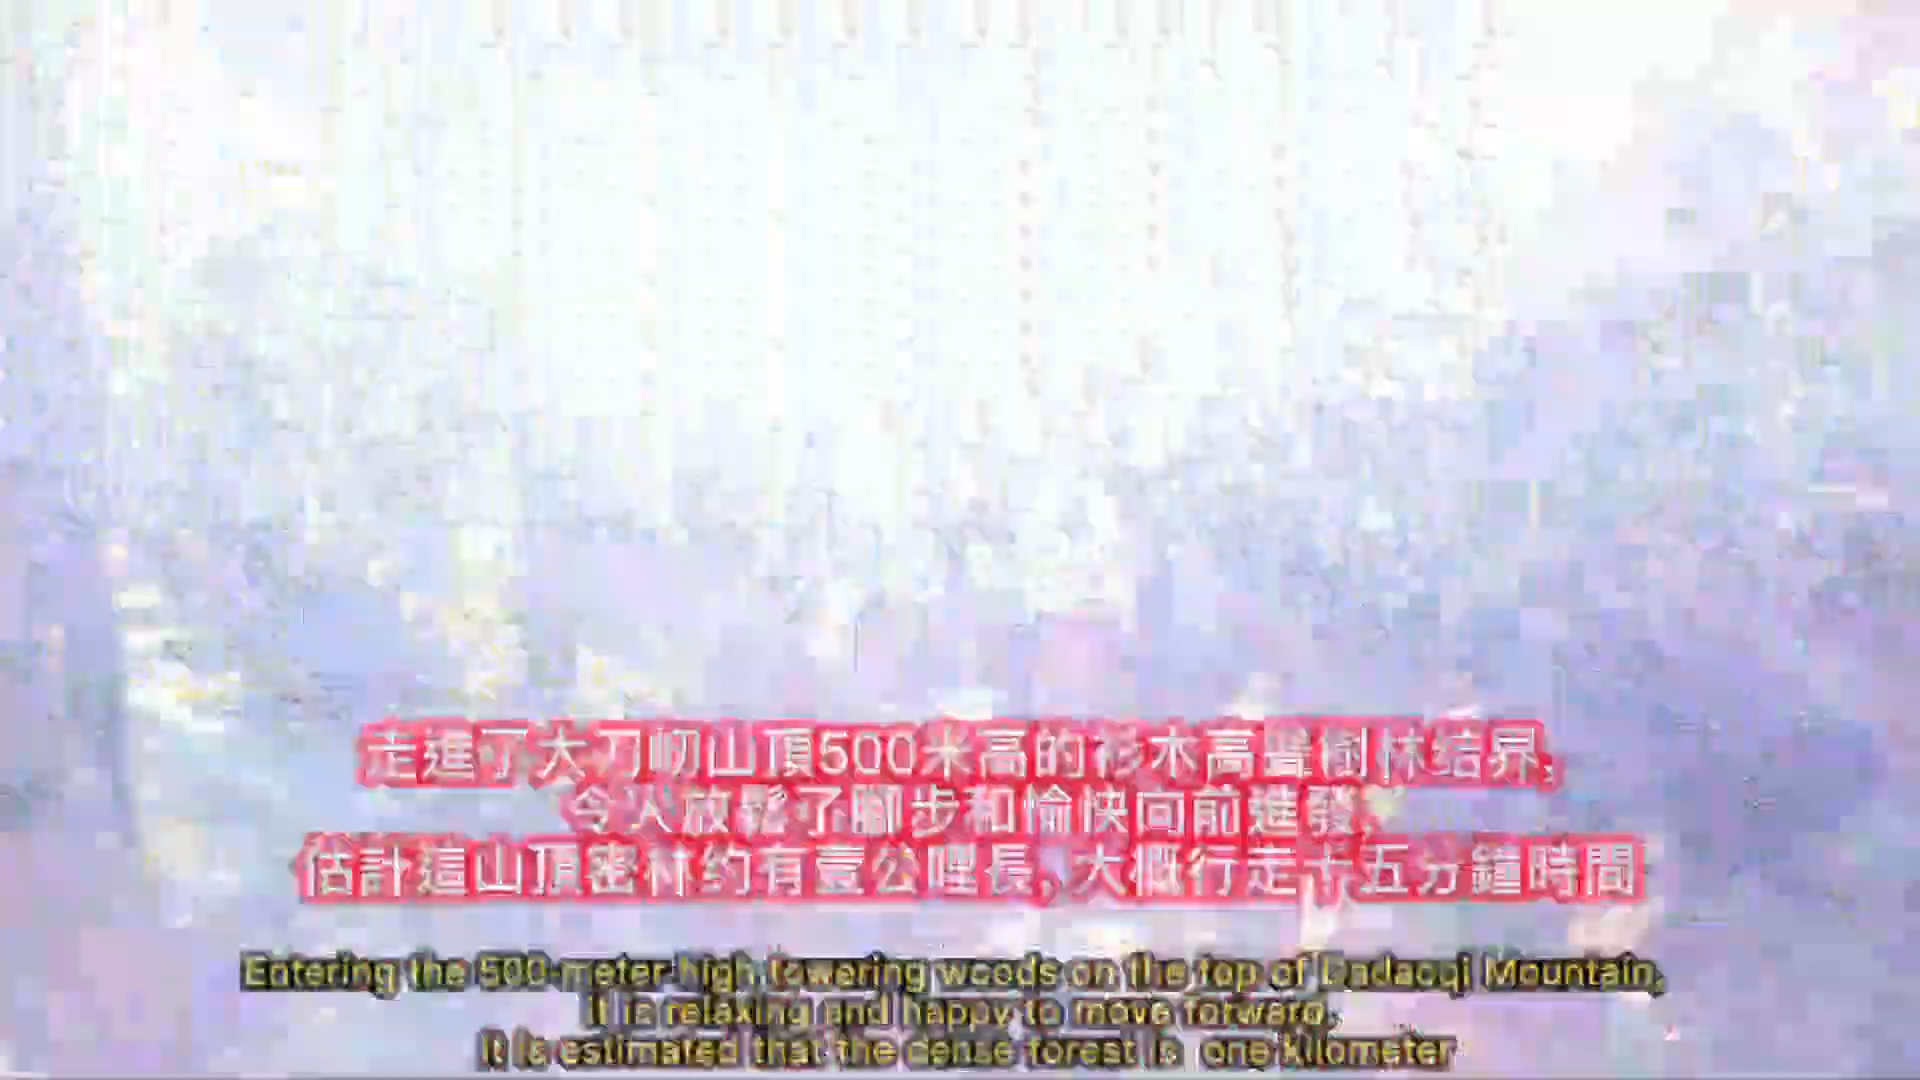 走進了大刀屻山頂500米高的衫木高聳樹林结界,
令人放鬆了腳步和愉快向前進發,
估計這山頂密林约有壹公哩長, 大概行走十五分鐘時間
Entering the 500-meter-high towering woods on the top of Dadaoqi Mountain,
it is relaxing and happy to move forward,
It is estimated that the dense forest is one kilometer